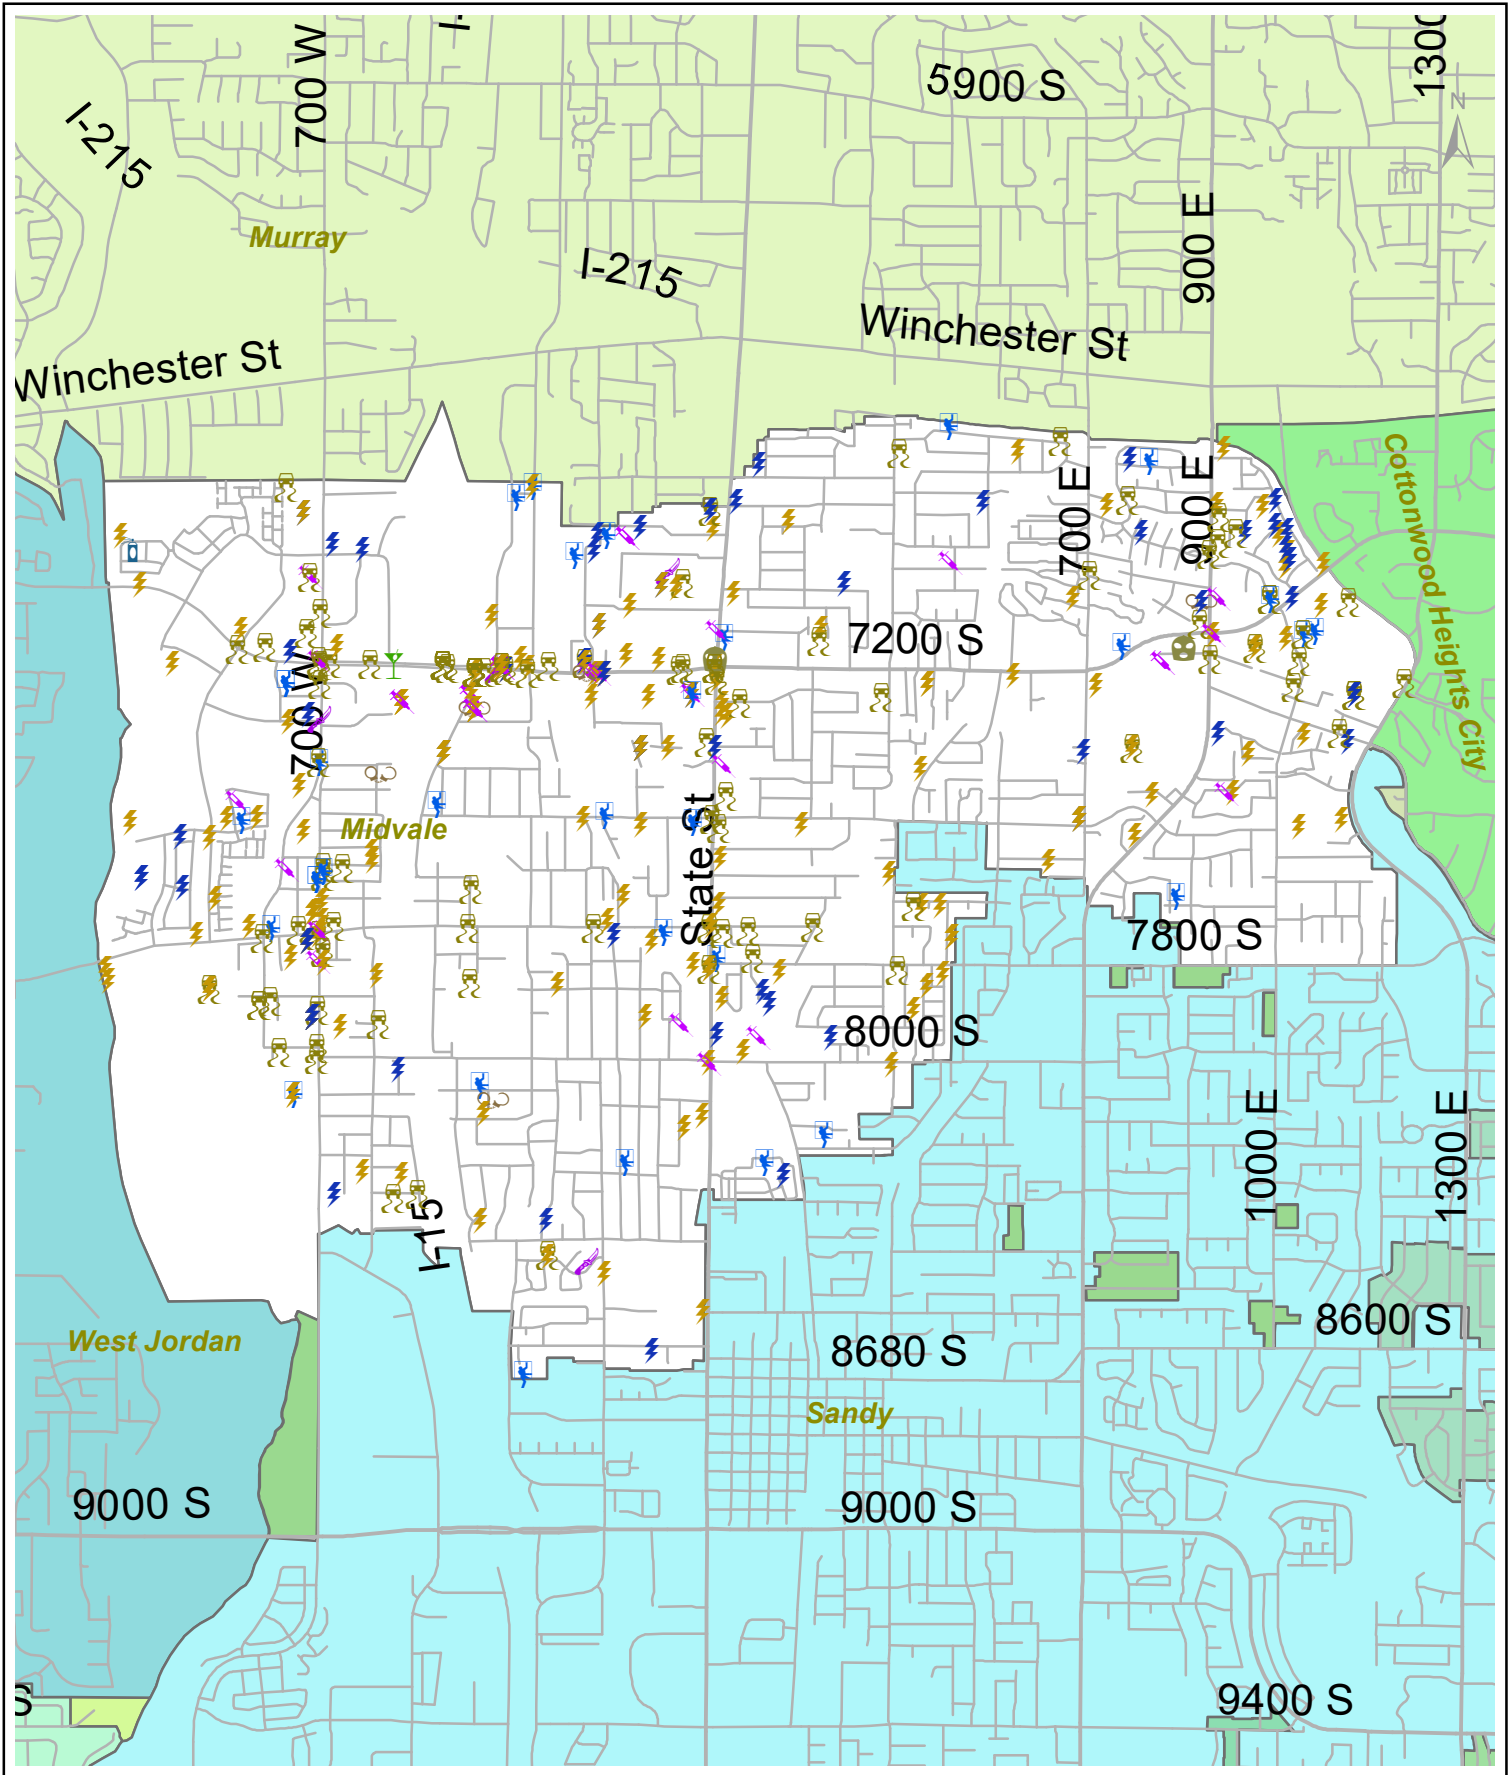 700 W
I-
5900 S
1300
I-215
N
Murray
I-215
900 E
Winchester St
Winchester St
Cottonwood Heights City
700 E
900 E
7200 S
700 W
Midvale
State St
7800 S
8000 S
1000 E
1300 E
I-15
8600 S
West Jordan
8680 S
Sandy
9000 S
9000 S
S
9400 S